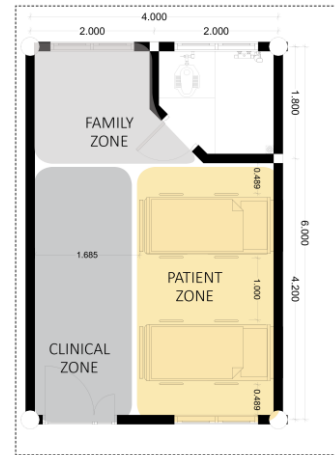 4.000
2.000
2.000
FAMILY
ZONE
1.800
0.489
6.000
1.685
PATIENT
ZONE
1.000
4.200
CLINICAL
ZONE
0.489